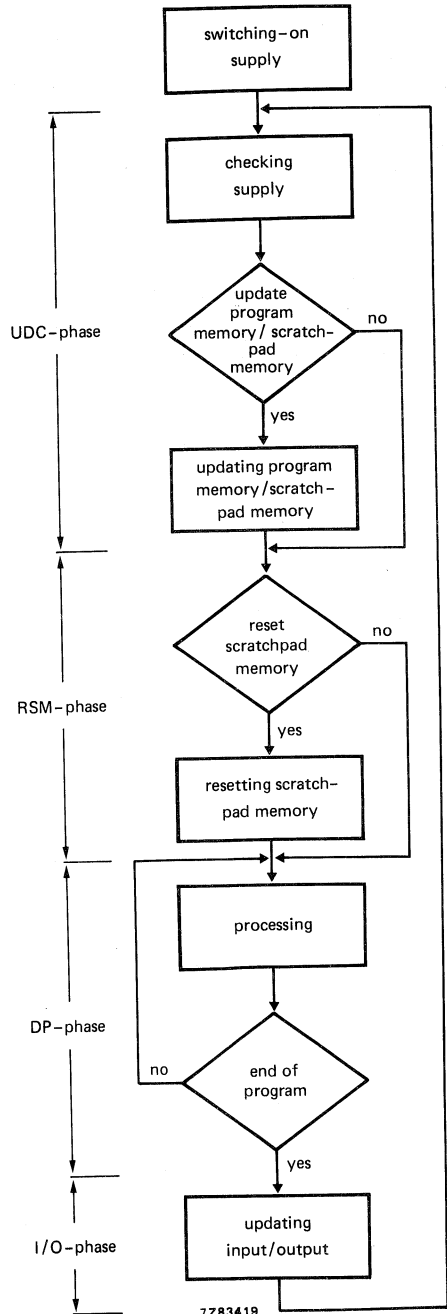 switching-on
supply
checking
supply
update
program
memory/scratch-
pad
memory
no
UDC-phase
yes
updating program
memory/scratch-
pad memory
reset
scratchpad
memory
no
RSM-phase
yes
resetting scratch-
pad memory
processing
DP-phase
no
end of
program
yes
updating
input/output
I/O-phase
7Z83419